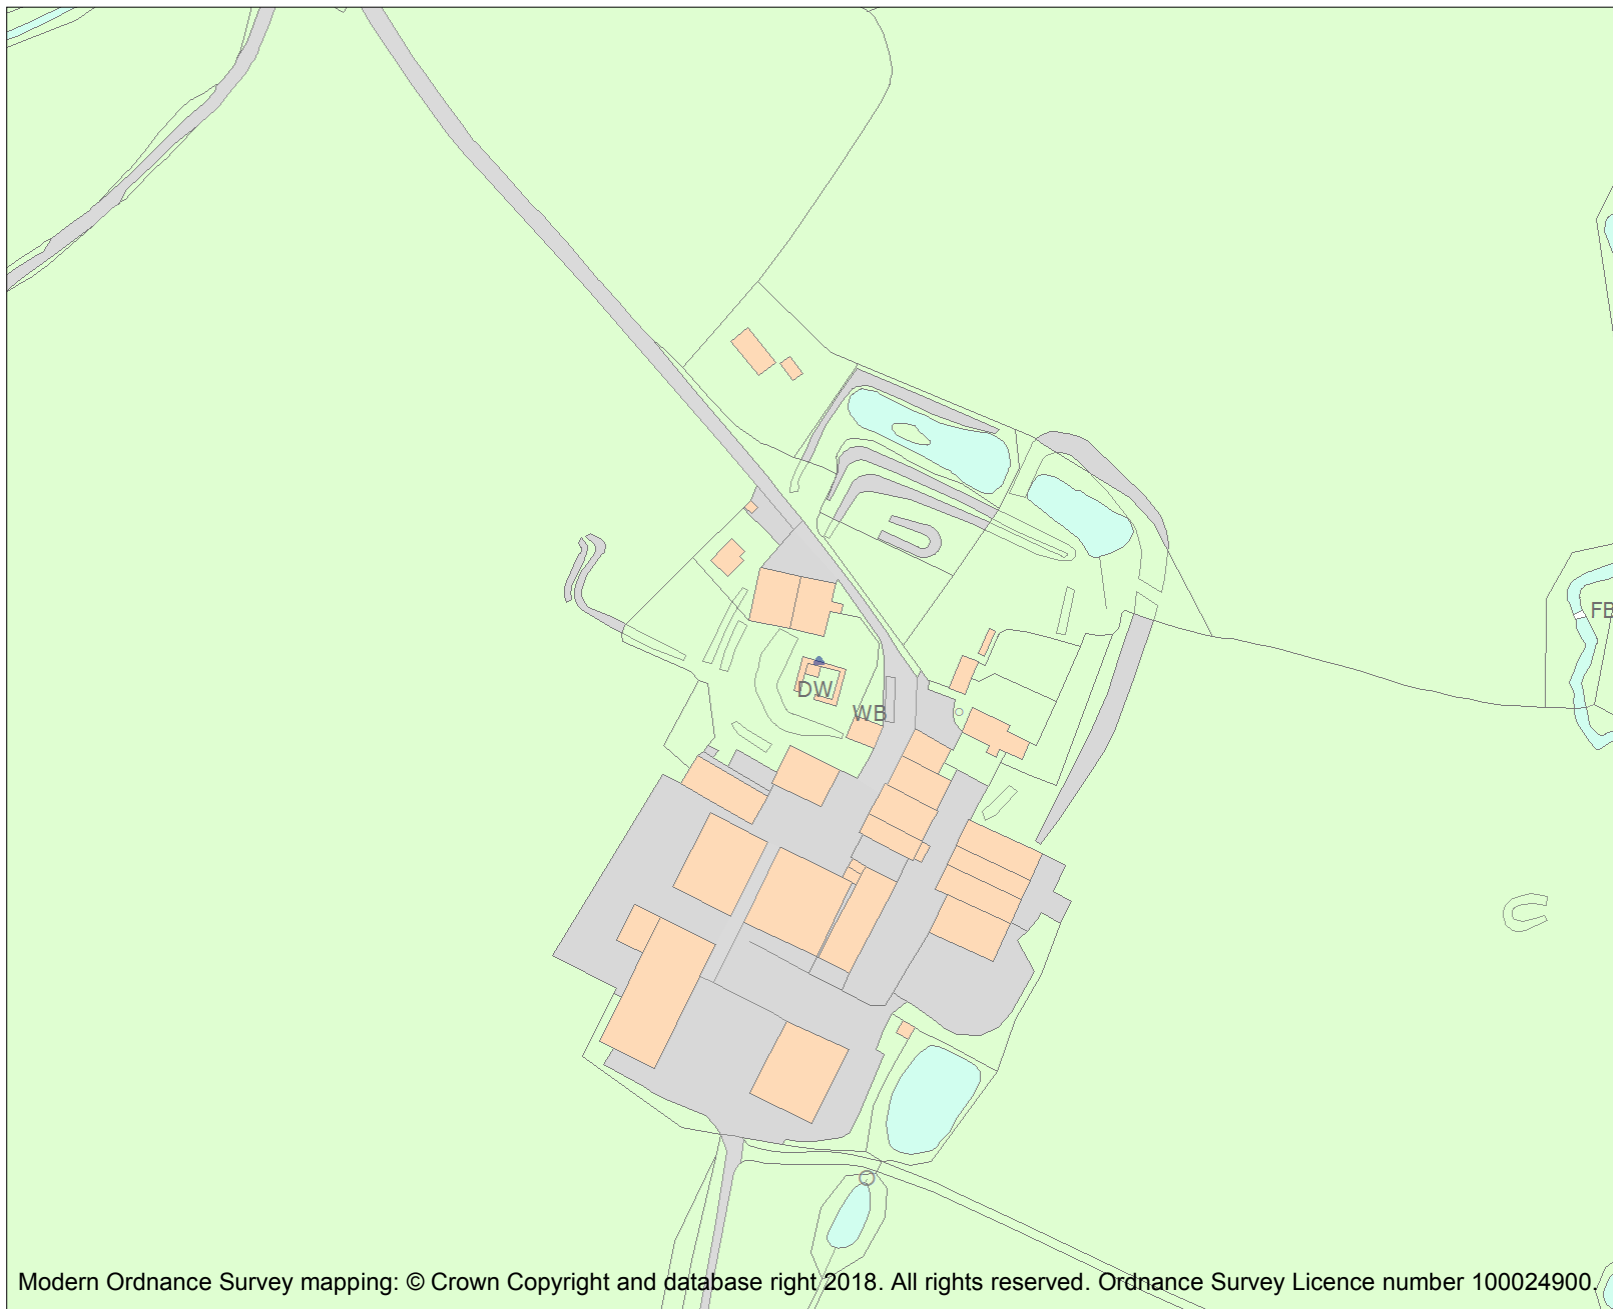 FB
DW
WB
Modern Ordnance Survey mapping: © Crown Copyright and database right 2018. All rights reserved. Ordnance Survey Licence number 100024900.